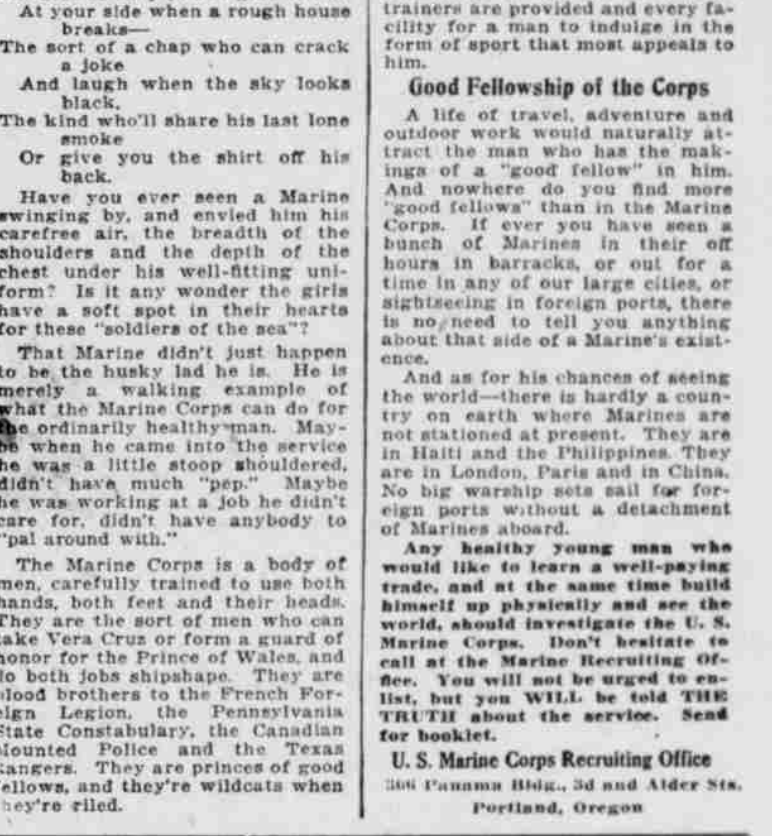 At your side when a rough house
breaks—
The sort of a chap who can crack
a joke
And laugh when the sky looks
black,
The kind who'll share his last lone
smoke
Or give you the shirt off his
back.
Have you ever seen a Marine
swinging by, and envied him his
carefree air, the breadth of the
shoulders and the depth of the
chest under his well-fitting uni-
form? Is it any wonder the girls
have a soft spot in their hearts
for these "soldiers of the sea"?
That Marine didn't just happen
to be the husky lad he is. He is
merely a walking example of
what the Marine Corps can do for
the ordinarily healthy man. May-
be when he came into the service
he was a little stoop shouldered,
didn't have much "pep." Maybe
he was working at a job he didn't
care for, didn't have anybody to
"pal around with."
The Marine Corps is a body of
men, carefully trained to use both
hands, both feet and their heads.
They are the sort of men who can
take Vera Cruz or form a guard of
honor for the Prince of Wales, and
do both jobs shipshape. They are
blood brothers to the French For-
eign Legion, the Pennsylvania
State Constabulary, the Canadian
Mounted Police and the Texas
Rangers. They are princes of good
fellows, and they're wildcats when
they're riled.
trainers are provided and every fa-
cility for a man to indulge in the
form of sport that most appeals to
him.
Good Fellowship of the Corps
A life of travel, adventure and
outdoor work would naturally at-
tract the man who has the mak-
ings of a "good fellow" in him.
And nowhere do you find more
"good fellows" than in the Marine
Corps. If ever you have seen a
bunch of Marines in their off
hours in barracks, or out for a
time in any of our large cities, or
sightseeing in foreign ports, there
is no need to tell you anything
about that side of a Marine's exist-
ence.
And as for his chances of seeing
the world—there is hardly a coun-
try on earth where Marines are
not stationed at present. They are
in Haiti and the Philippines. They
are in London, Paris and in China.
No big warship sets sail for for-
eign ports without a detachment
of Marines aboard.
Any healthy young man who
would like to learn a well-paying
trade, and at the same time build
himself up physically and see the
world, should investigate the U. S.
Marine Corps. Don't hesitate to
call at the Marine Recruiting Of-
fice. You will not be urged to en-
list, but you WILL be told THE
TRUTH about the service. Send
for booklet.
U. S. Marine Corps Recruiting Office
366 Panama Bldg., 3d and Alder Sts.
Portland, Oregon